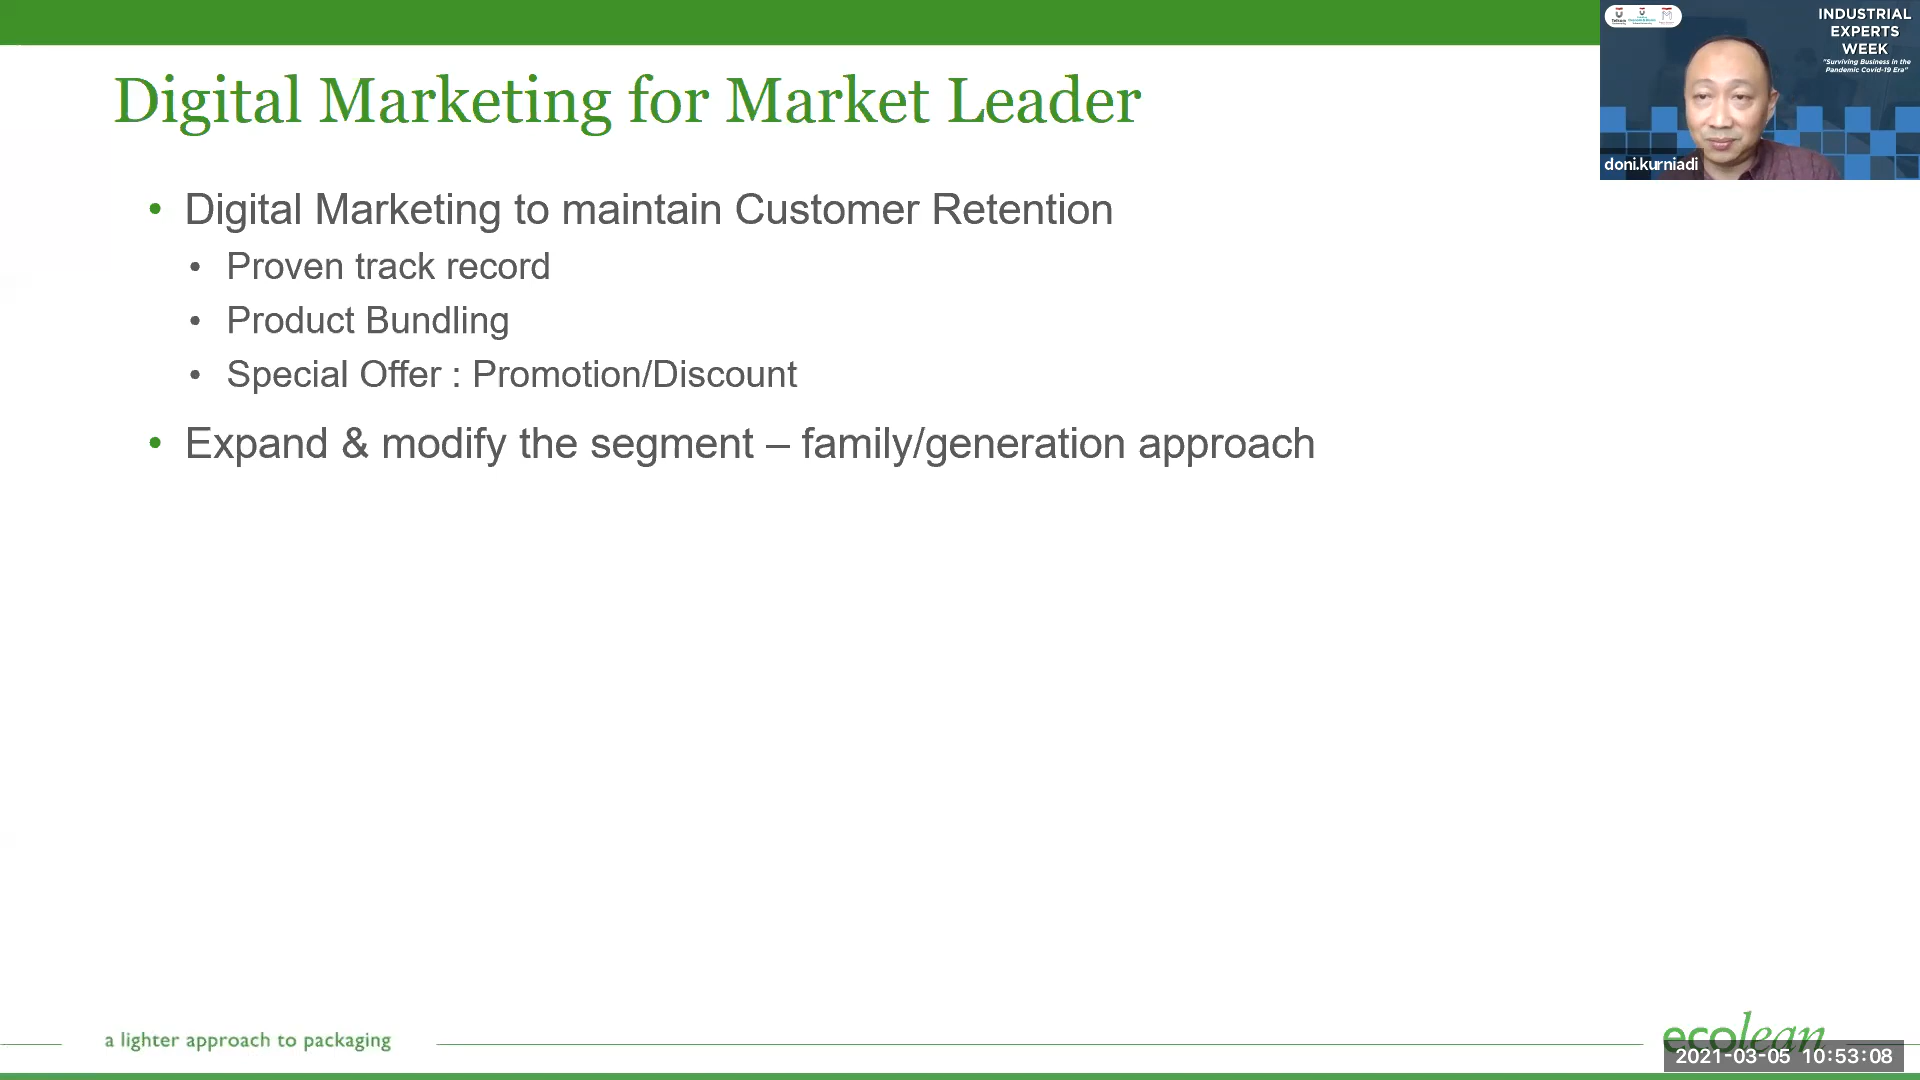 Digital Marketing for Market Leader
• Digital Marketing to maintain Customer Retention
• Proven track record
• Product Bundling
• Special Offer : Promotion/Discount
• Expand & modify the segment – family/generation approach
INDUSTRIAL
EXPERTS
WEEK
"Surviving Business in the
Pandemic Covid-19 Era"
doni.kurniadi
a lighter approach to packaging
ecolean
2021-03-05 10:53:08